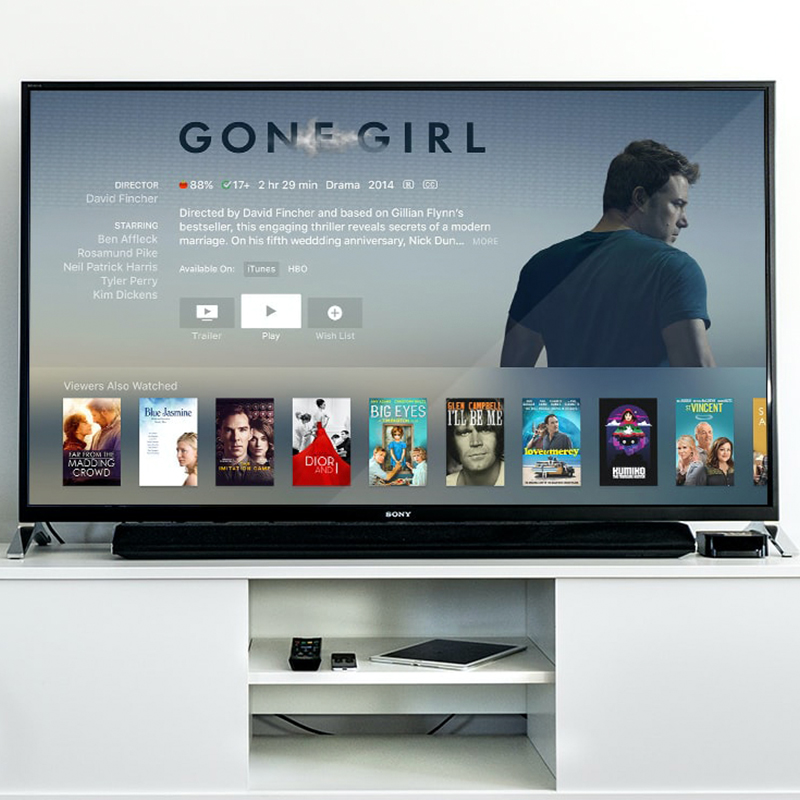 GONE GIRL
DIRECTOR
David Fincher
STARRING
Ben Affleck
Rosamund Pike
Neil Patrick Harris
Tyler Perry
Kim Dickens
88% 17+ 2 hr 29 min Drama 2014 R CC
Directed by David Fincher and based on Gillian Flynn's
bestseller, this engaging thriller reveals secrets of a modern
marriage. On his fifth weddding anniversary, Nick Dun... MORE
Available On: iTunes HBO
Trailer
Play
Wish List
Viewers Also Watched
FAR FROM THE
MADDING
CROWD
Blue Jasmine
IMITATION GAME
DIOR
AND I
BIG EYES
GLEN CAMPBELL
I'LL BE ME
love&mercy
KUMIKO
ST. VINCENT
S
A
SONY